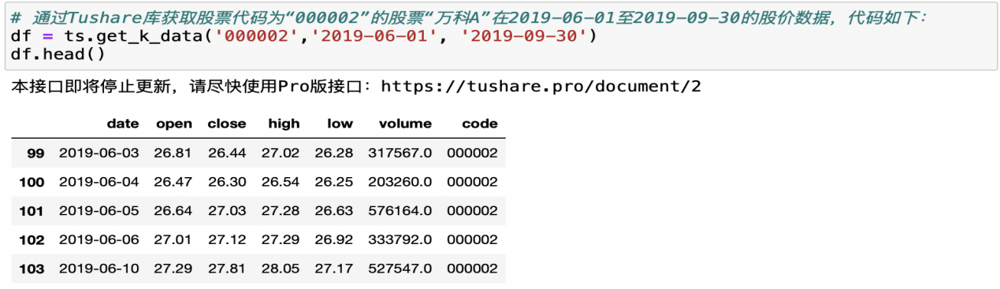 # 通过Tushare库获取股票代码为“000002”的股票“万科A”在2019-06-01至2019-09-30的股价数据，代码如下：
df = ts.get_k_data('000002','2019-06-01', '2019-09-30')
df.head()
本接口即将停止更新，请尽快使用Pro版接口：https://tushare.pro/document/2
date open close high low volume code
99 2019-06-03 26.81 26.44 27.02 26.28 317567.0 000002
100 2019-06-04 26.47 26.30 26.54 26.25 203260.0 000002
101 2019-06-05 26.64 27.03 27.28 26.63 576164.0 000002
102 2019-06-06 27.01 27.12 27.29 26.92 333792.0 000002
103 2019-06-10 27.29 27.81 28.05 27.17 527547.0 000002